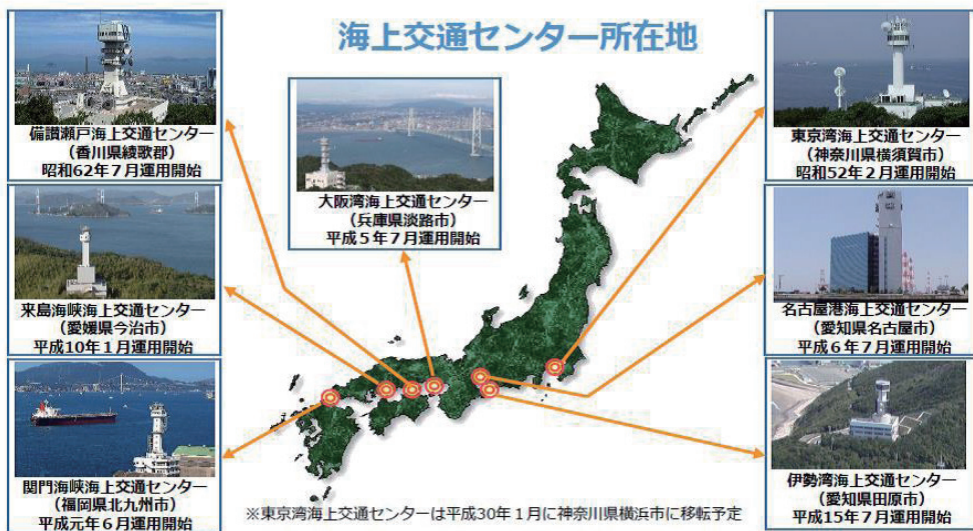 海上交通センター所在地
備讃瀬戸海上交通センター
(香川県綾歌郡)
昭和62年7月運用開始
大阪湾海上交通センター
(兵庫県淡路市)
平成5年7月運用開始
東京湾海上交通センター
(神奈川県横須賀市)
昭和52年2月運用開始
来島海峡海上交通センター
(愛媛県今治市)
平成10年1月運用開始
名古屋港海上交通センター
(愛知県名古屋市)
平成6年7月運用開始
関門海峡海上交通センター
(福岡県北九州市)
平成元年6月運用開始
伊勢湾海上交通センター
(愛知県田原市)
平成15年7月運用開始
※東京湾海上交通センターは平成30年1月に神奈川県横浜市に移転予定